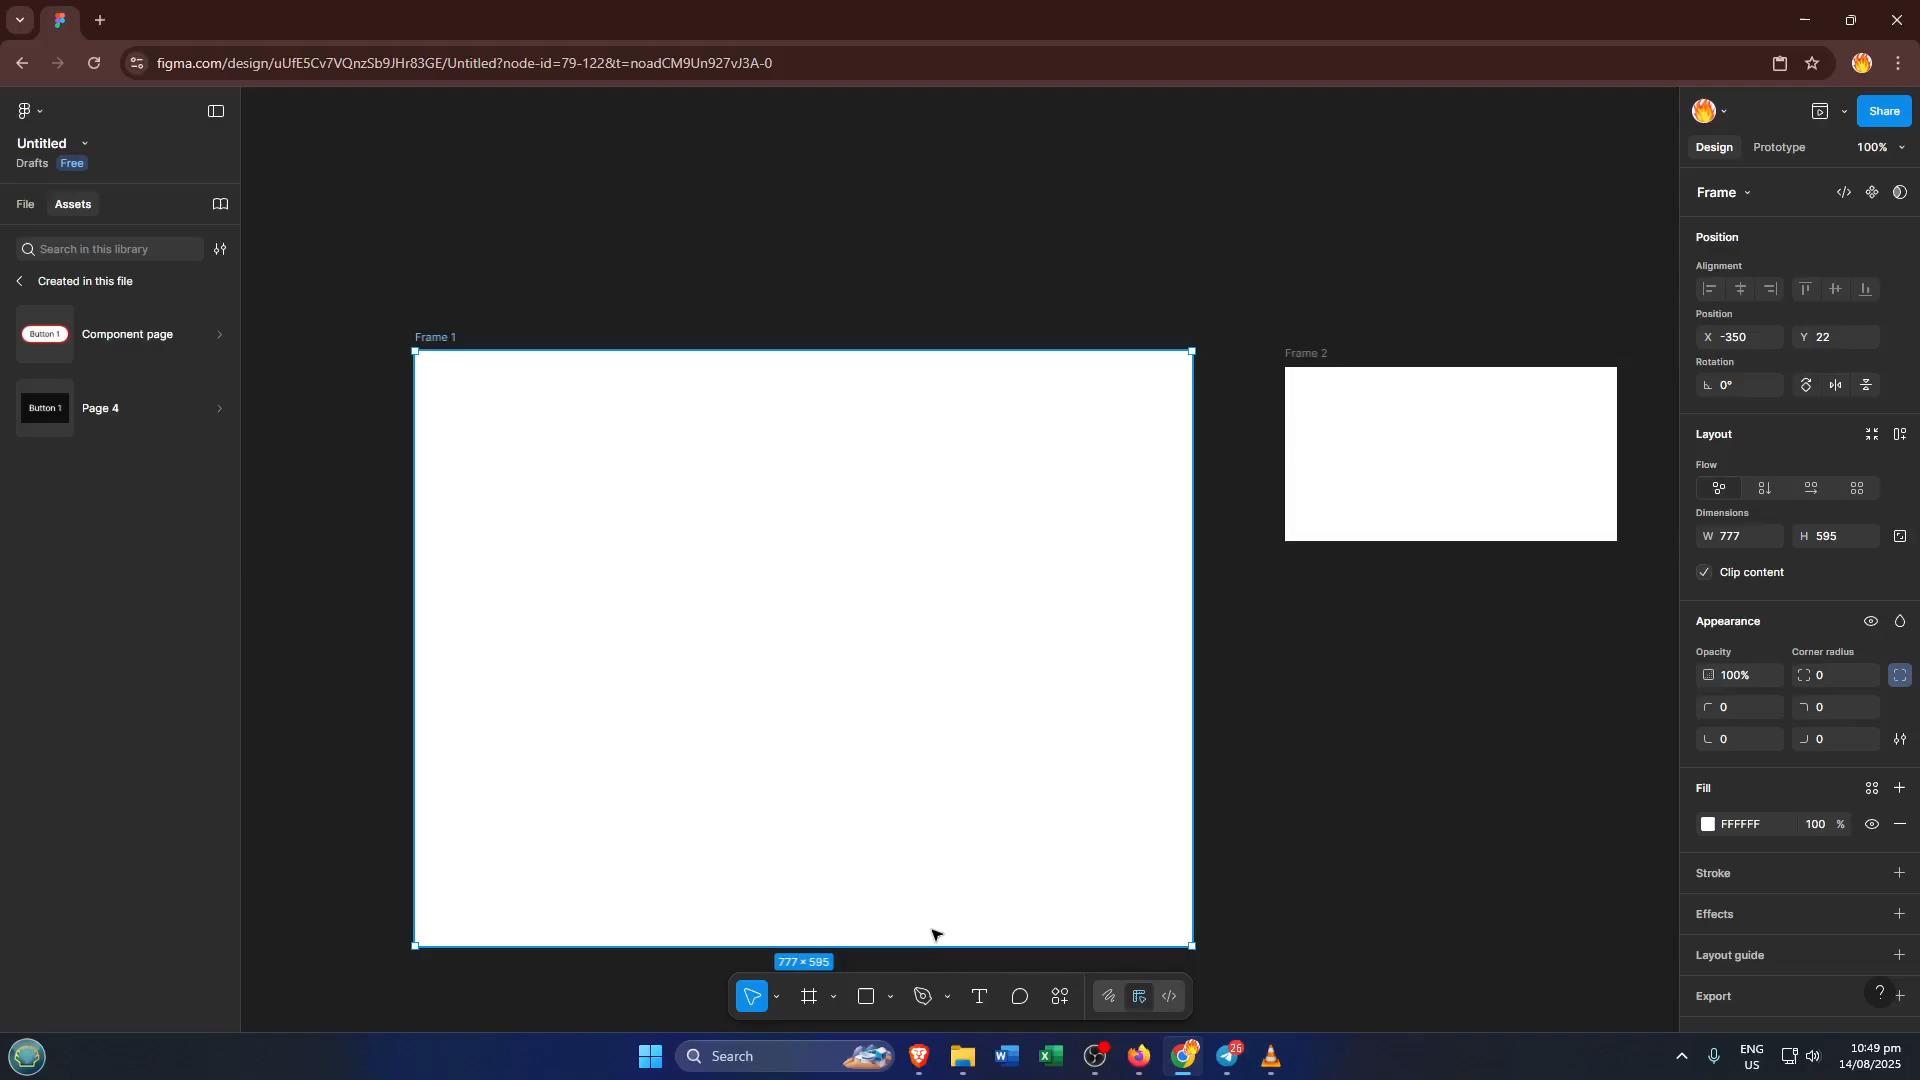 figma.com/design/uUfE5Cv7VQnzSb9JHr83GE/Untitled?node-id=79-122&t=noadCM9Un927vJ3A-0
Untitled
Drafts Free
File Assets
Search in this library
Created in this file
Button 1 Component page
Button 1 Page 4
Frame 1
Frame 2
777 × 595
Share
Design Prototype 100%
Frame
Position
Alignment
Position
X -350 Y 22
Rotation
0°
Layout
Flow
Dimensions
W 777 H 595
Clip content
Appearance
Opacity Corner radius
100% 0
0 0
0 0
Fill
FFFFFF 100 %
Stroke
Effects
Layout guide
Export
?
Search
26
ENG
US
10:49 pm
14/08/2025